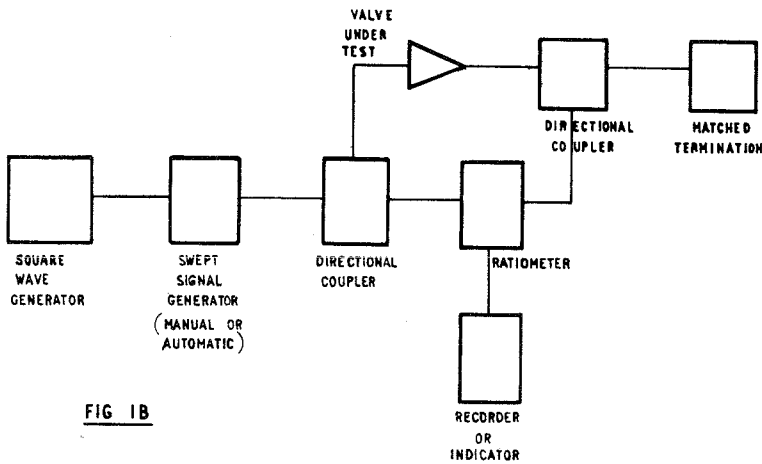 VALVE
UNDER
TEST
DIRECTIONAL
COUPLER
MATCHED
TERMINATION
SQUARE
WAVE
GENERATOR
SWEPT
SIGNAL
GENERATOR
(MANUAL OR
AUTOMATIC)
DIRECTIONAL
COUPLER
RATIOMETER
RECORDER
OR
INDICATOR
FIG 1B